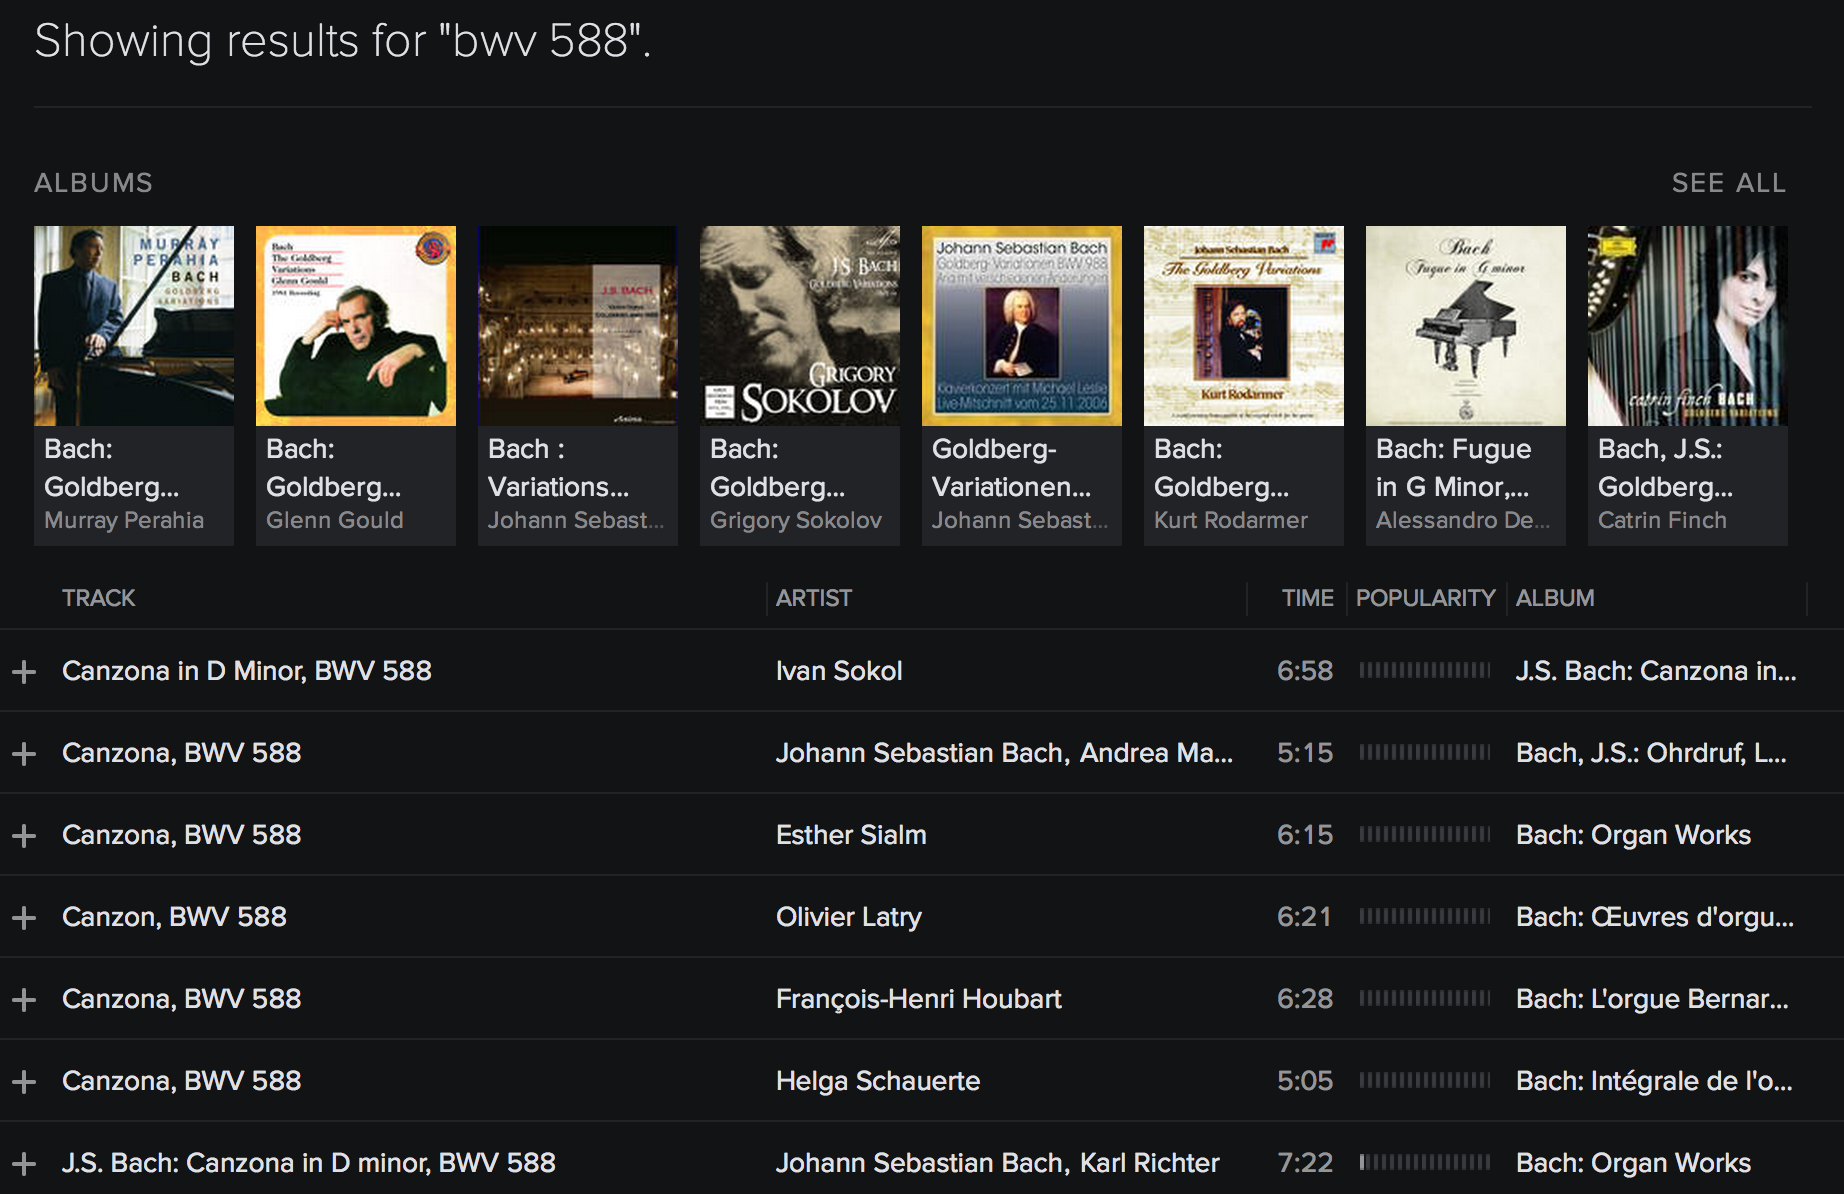 Showing results for "bwv 588".
ALBUMS
SEE ALL
MURRAY
PERAHIA
BACH
GOLDBERG
VARIATIONS
Bach
The Goldberg
Variations
Glenn Gould
1981 Recording
J.S. BACH
VARIATIONS
J.S. BACH
GOLDBERG VARIATIONS
GRIGORY
SOKOLOV
Johann Sebastian Bach
Goldberg-Variationen BWV 988
Aria mit verschiedenen Änderungen
Klavierkonzert mit Michael Leslie
Live-Mitschnitt vom 25.11.2006
Johann Sebastian Bach
The Goldberg Variations
Kurt Rodarmer
Bach
Fugue in G minor
catrin finch BACH
GOLDBERG VARIATIONS
Bach:
Goldberg...
Murray Perahia
Bach:
Goldberg...
Glenn Gould
Bach :
Variations...
Johann Sebast...
Bach:
Goldberg...
Grigory Sokolov
Goldberg-
Variationen...
Johann Sebast...
Bach:
Goldberg...
Kurt Rodarmer
Bach: Fugue
in G Minor,...
Alessandro De...
Bach, J.S.:
Goldberg...
Catrin Finch
TRACK ARTIST TIME POPULARITY ALBUM
Canzona in D Minor, BWV 588 Ivan Sokol 6:58 J.S. Bach: Canzona in...
Canzona, BWV 588 Johann Sebastian Bach, Andrea Ma... 5:15 Bach, J.S.: Ohrdruf, L...
Canzona, BWV 588 Esther Sialm 6:15 Bach: Organ Works
Canzon, BWV 588 Olivier Latry 6:21 Bach: Œuvres d'orgu...
Canzona, BWV 588 François-Henri Houbart 6:28 Bach: L'orgue Bernar...
Canzona, BWV 588 Helga Schauerte 5:05 Bach: Intégrale de l'o...
J.S. Bach: Canzona in D minor, BWV 588 Johann Sebastian Bach, Karl Richter 7:22 Bach: Organ Works